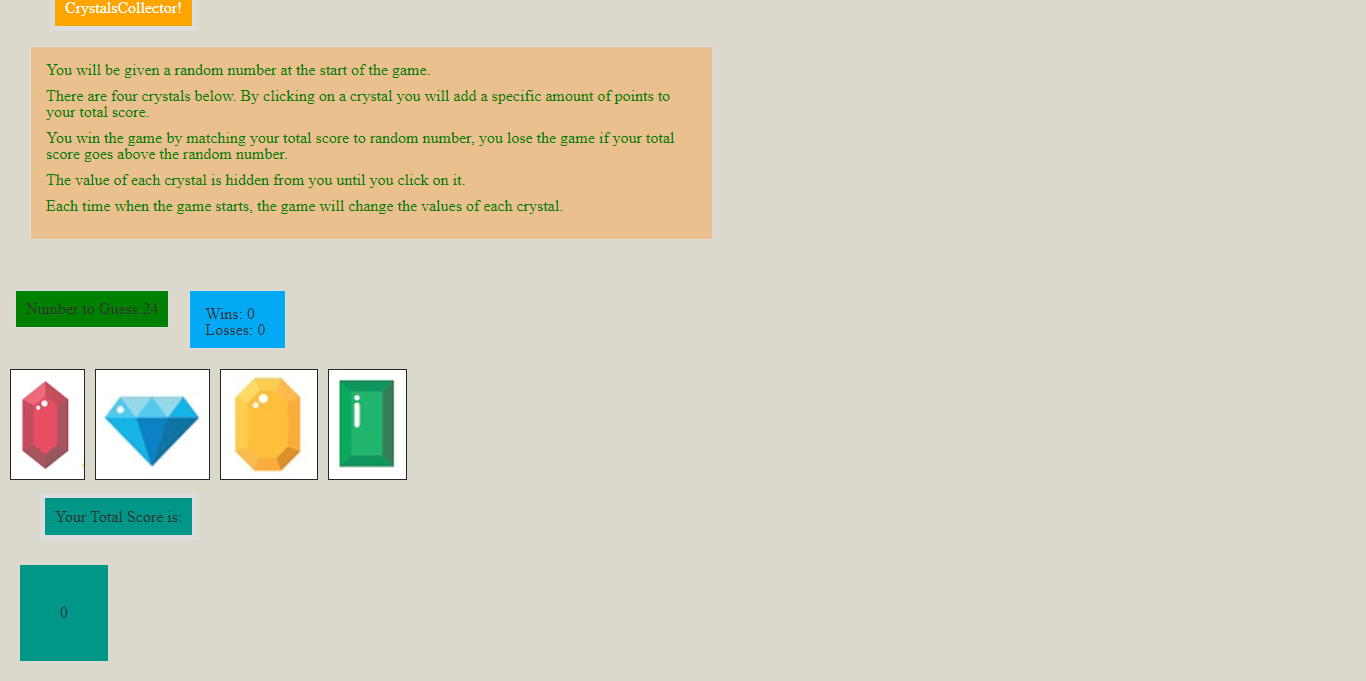 CrystalsCollector!
You will be given a random number at the start of the game.
There are four crystals below. By clicking on a crystal you will add a specific amount of points to
your total score.
You win the game by matching your total score to random number, you lose the game if your total
score goes above the random number.
The value of each crystal is hidden from you until you click on it.
Each time when the game starts, the game will change the values of each crystal.
Number to Guess:24
Wins: 0
Losses: 0
Your Total Score is:
0